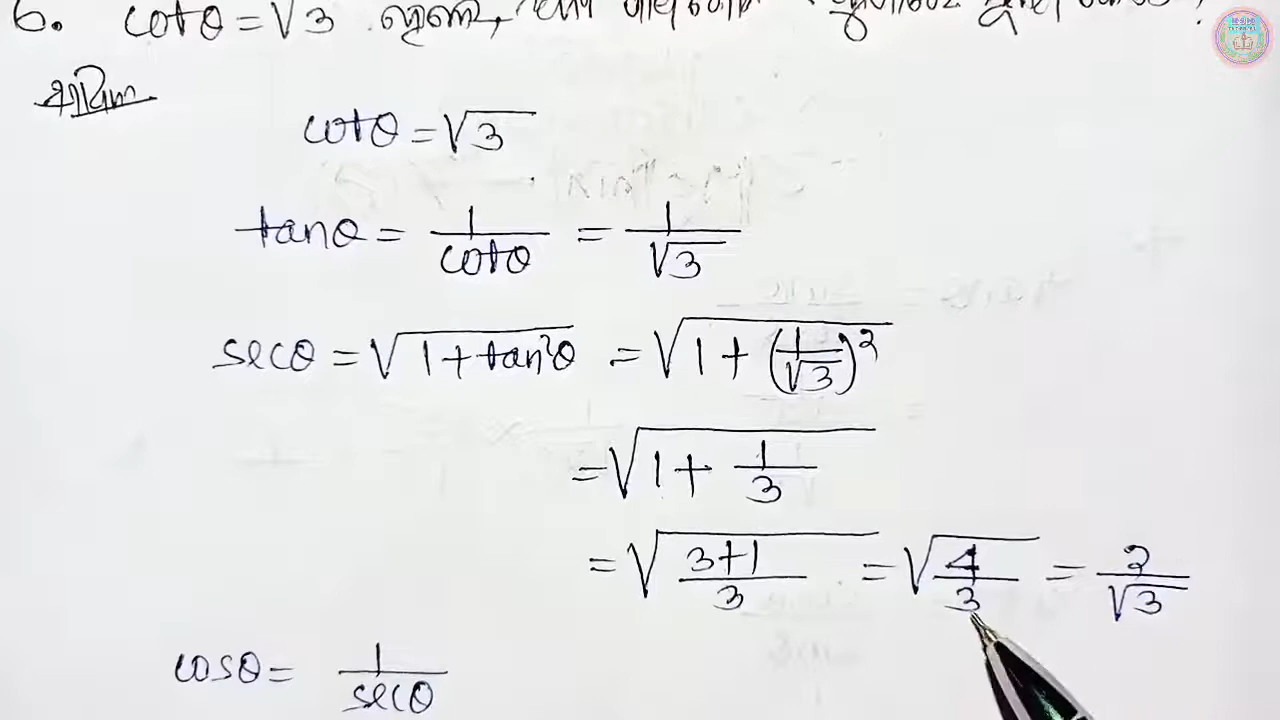 6. cotθ = √3
cotθ = √3
tanθ = 1/cotθ = 1/√3
secθ = √(1+tan²θ) = √(1+(1/√3)²)
= √(1+1/3)
= √((3+1)/3) = √(4/3) = 2/√3
cosθ = 1/secθ